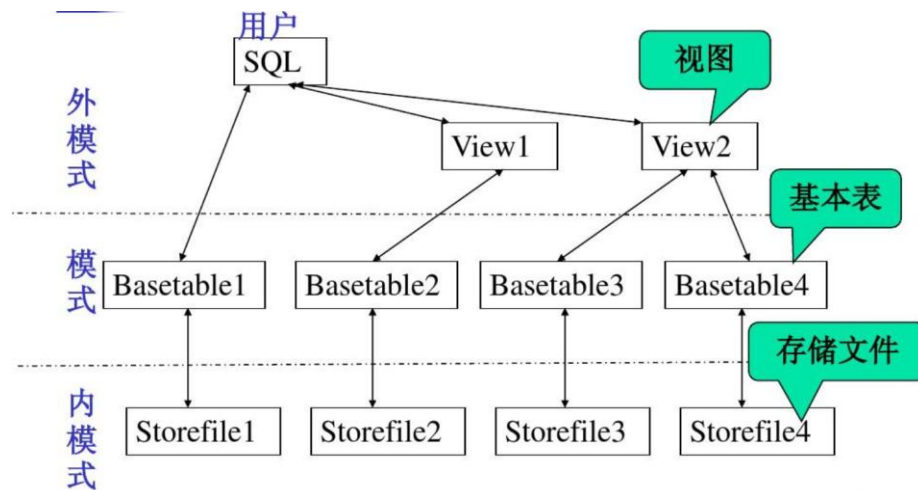 用户
SQL
视图
外模式
View1
View2
基本表
模式
Basetable1
Basetable2
Basetable3
Basetable4
存储文件
内模式
Storefile1
Storefile2
Storefile3
Storefile4